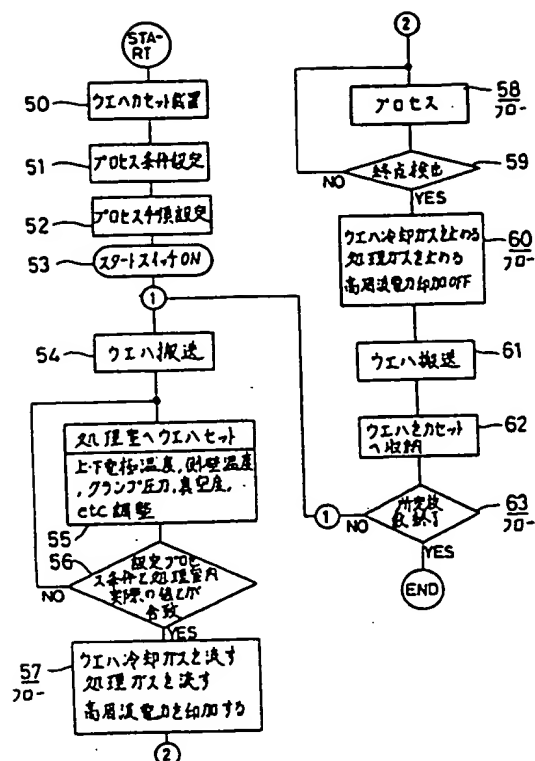 STA-
RT
50
ウエハカセット載置
51
プロセス条件設定
52
プロセス手順設定
53
スタートスイッチON
1
54
ウエハ搬送
処理室へウエハセット
上下電極温度,側壁温度
,クランプ圧力,真空度,
etc調整
55
56
設定プロセ
ス条件と処理室内
実際の値とが
合致
NO
YES
57
フロー
ウエハ冷却ガスを流す
処理ガスを流す
高周波電力を印加する
2
2
プロセス
58
フロー
終点検出
59
NO
YES
ウエハ冷却ガスを止める
処理ガスを止める
高周波電力印加OFF
60
フロー
ウエハ搬送
61
ウエハをカセット
へ収納
62
1
NO
所定枚
数終了
63
フロー
YES
END